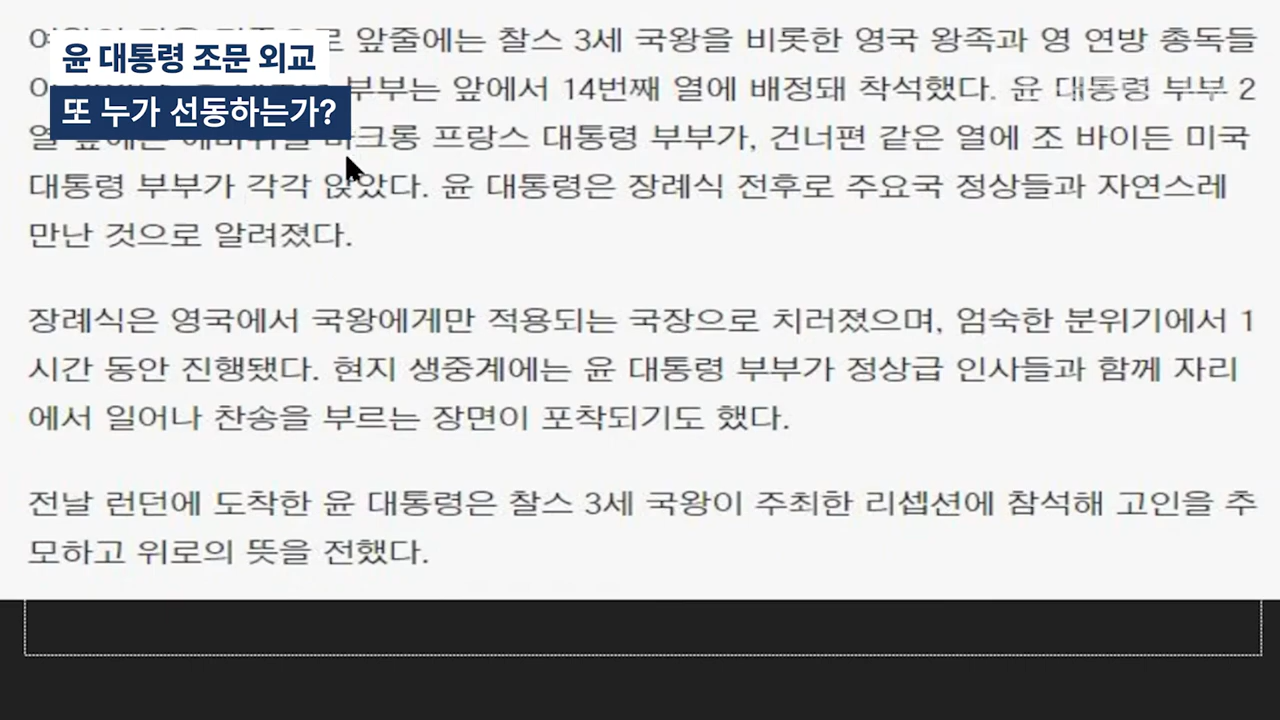 윤 대통령 조문 외교
또 누가 선동하는가?
앞줄에는 찰스 3세 국왕을 비롯한 영국 왕족과 영 연방 총독들
부부는 앞에서 14번째 열에 배정돼 착석했다. 윤 대통령 부부 2
열 앞에는 에마뉘엘 마크롱 프랑스 대통령 부부가, 건너편 같은 열에 조 바이든 미국
대통령 부부가 각각 앉았다. 윤 대통령은 장례식 전후로 주요국 정상들과 자연스레
만난 것으로 알려졌다.
장례식은 영국에서 국왕에게만 적용되는 국장으로 치러졌으며, 엄숙한 분위기에서 1
시간 동안 진행됐다. 현지 생중계에는 윤 대통령 부부가 정상급 인사들과 함께 자리
에서 일어나 찬송을 부르는 장면이 포착되기도 했다.
전날 런던에 도착한 윤 대통령은 찰스 3세 국왕이 주최한 리셉션에 참석해 고인을 추
모하고 위로의 뜻을 전했다.